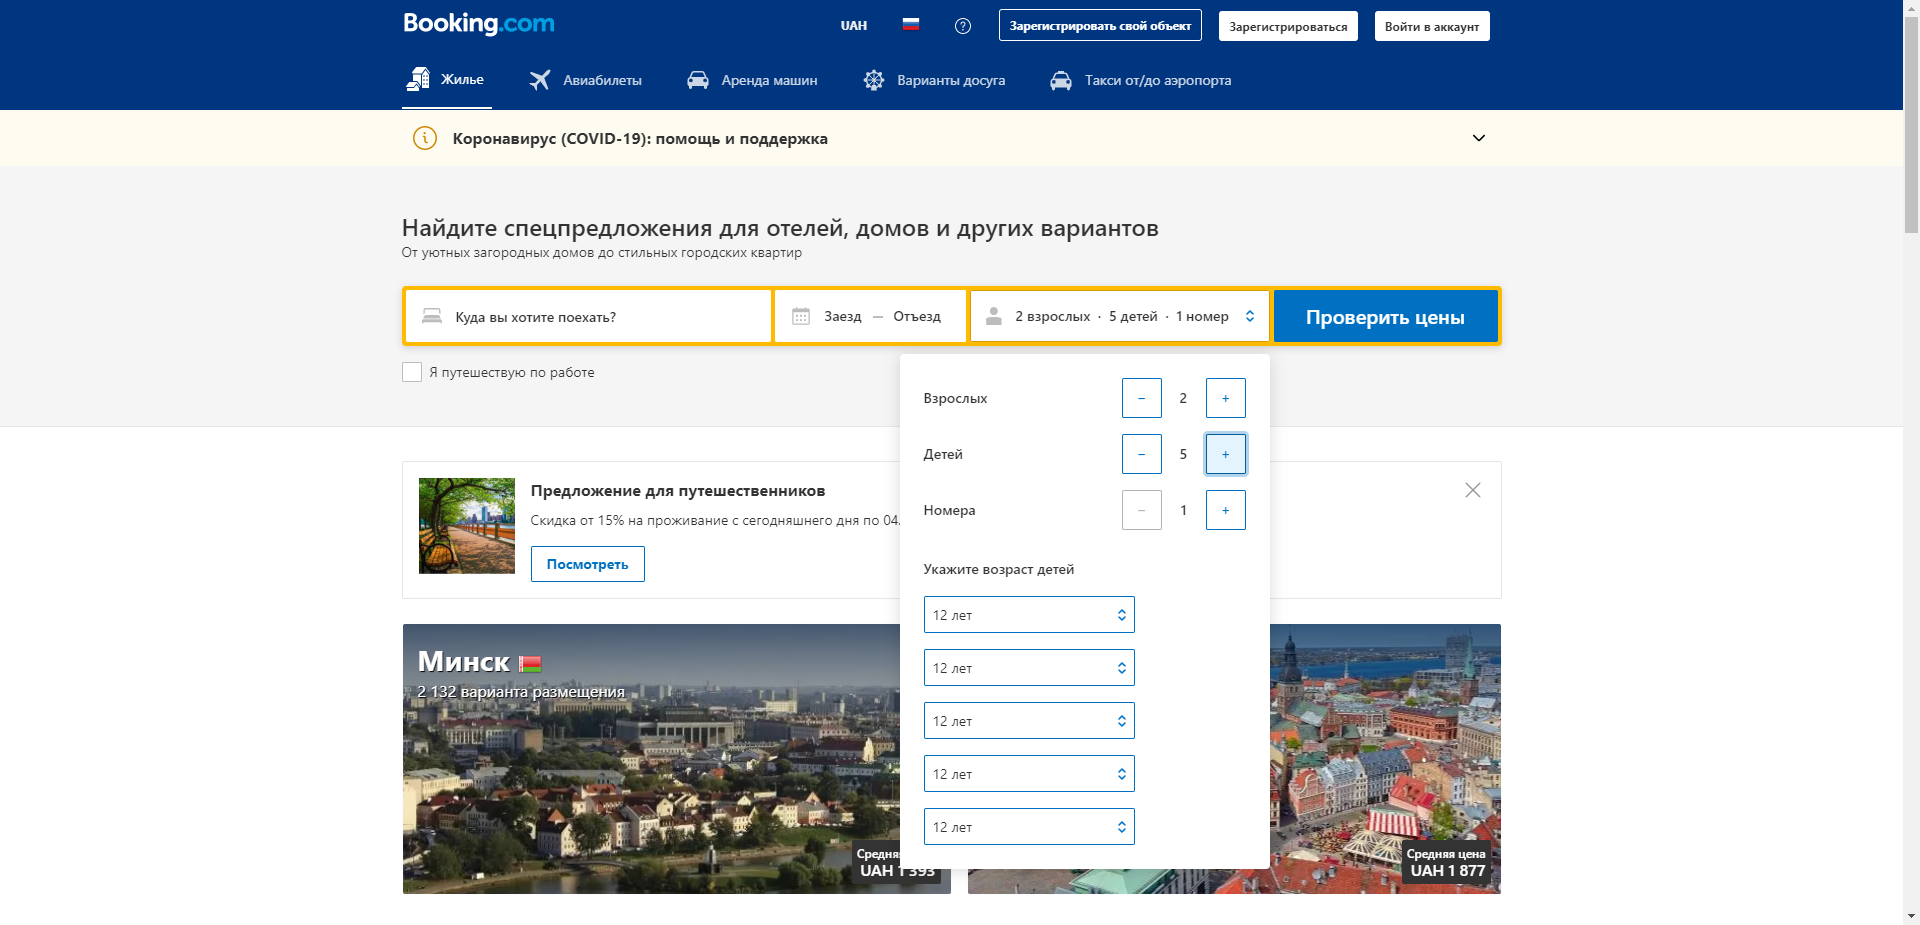 Booking.com
UAH
Зарегистрировать свой объект
Зарегистрироваться
Войти в аккаунт
Жилье
Авиабилеты
Аренда машин
Варианты досуга
Такси от/до аэропорта
Коронавирус (COVID-19): помощь и поддержка
Найдите спецпредложения для отелей, домов и других вариантов
От уютных загородных домов до стильных городских квартир
Куда вы хотите поехать?
Заезд — Отъезд
2 взрослых · 5 детей · 1 номер
Проверить цены
Я путешествую по работе
Взрослых − 2 +
Детей − 5 +
Номера − 1 +
Укажите возраст детей
12 лет
12 лет
12 лет
12 лет
12 лет
Предложение для путешественников
Скидка от 15% на проживание с сегодняшнего дня по 04.
Посмотреть
Минск
2 132 варианта размещения
UAH 1 393
Средняя цена
UAH 1 877